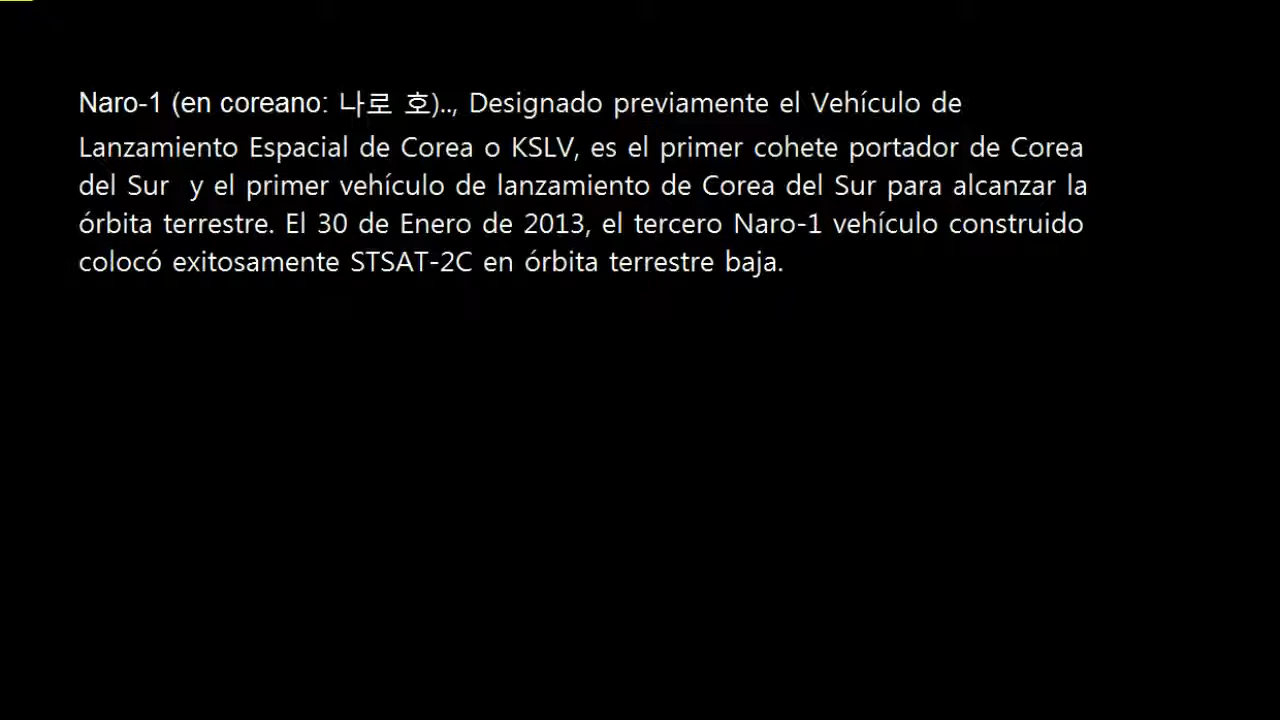 Naro-1 (en coreano: 나로 호).., Designado previamente el Vehículo de
Lanzamiento Espacial de Corea o KSLV, es el primer cohete portador de Corea
del Sur  y el primer vehículo de lanzamiento de Corea del Sur para alcanzar la
órbita terrestre. El 30 de Enero de 2013, el tercero Naro-1 vehículo construido
colocó exitosamente STSAT-2C en órbita terrestre baja.